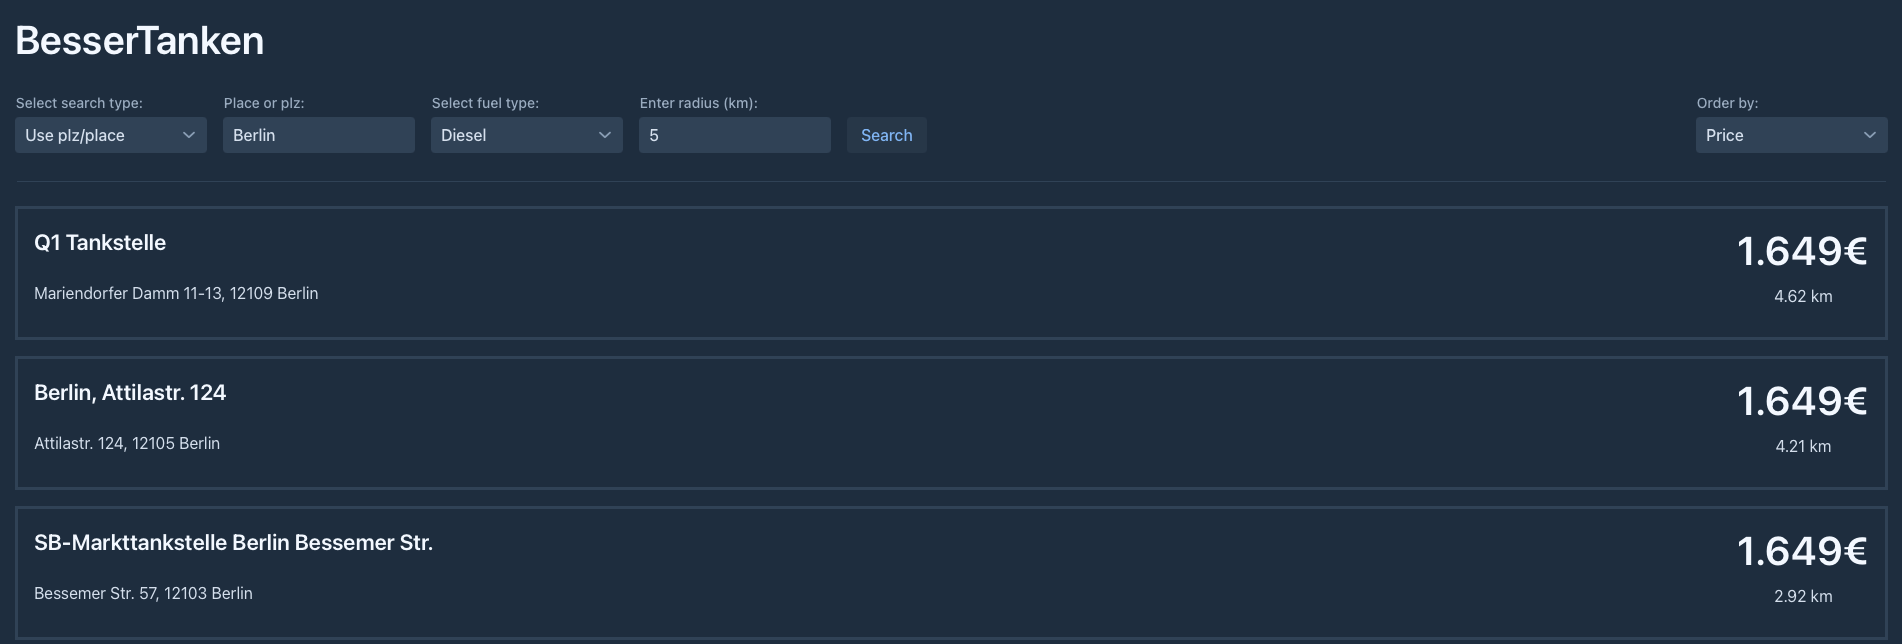 BesserTanken
Select search type:
Place or plz:
Select fuel type:
Enter radius (km):
Order by:
Use plz/place
Berlin
Diesel
5
Search
Price
Q1 Tankstelle
1.649€
Mariendorfer Damm 11-13, 12109 Berlin
4.62 km
Berlin, Attilastr. 124
1.649€
Attilastr. 124, 12105 Berlin
4.21 km
SB-Markttankstelle Berlin Bessemer Str.
1.649€
Bessemer Str. 57, 12103 Berlin
2.92 km